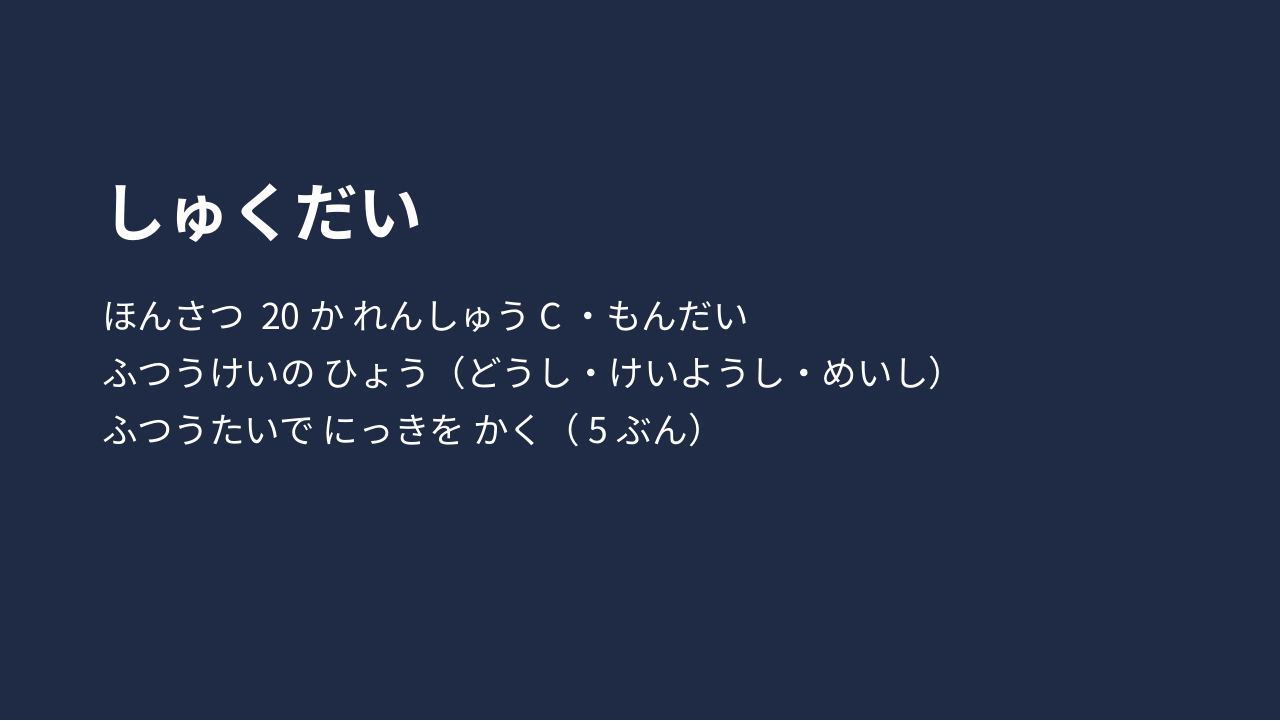 しゅくだい
ほんさつ 20 か れんしゅう C ・もんだい
ふつうけいの ひょう（どうし・けいようし・めいし）
ふつうたいで にっきを かく（ 5 ぶん）